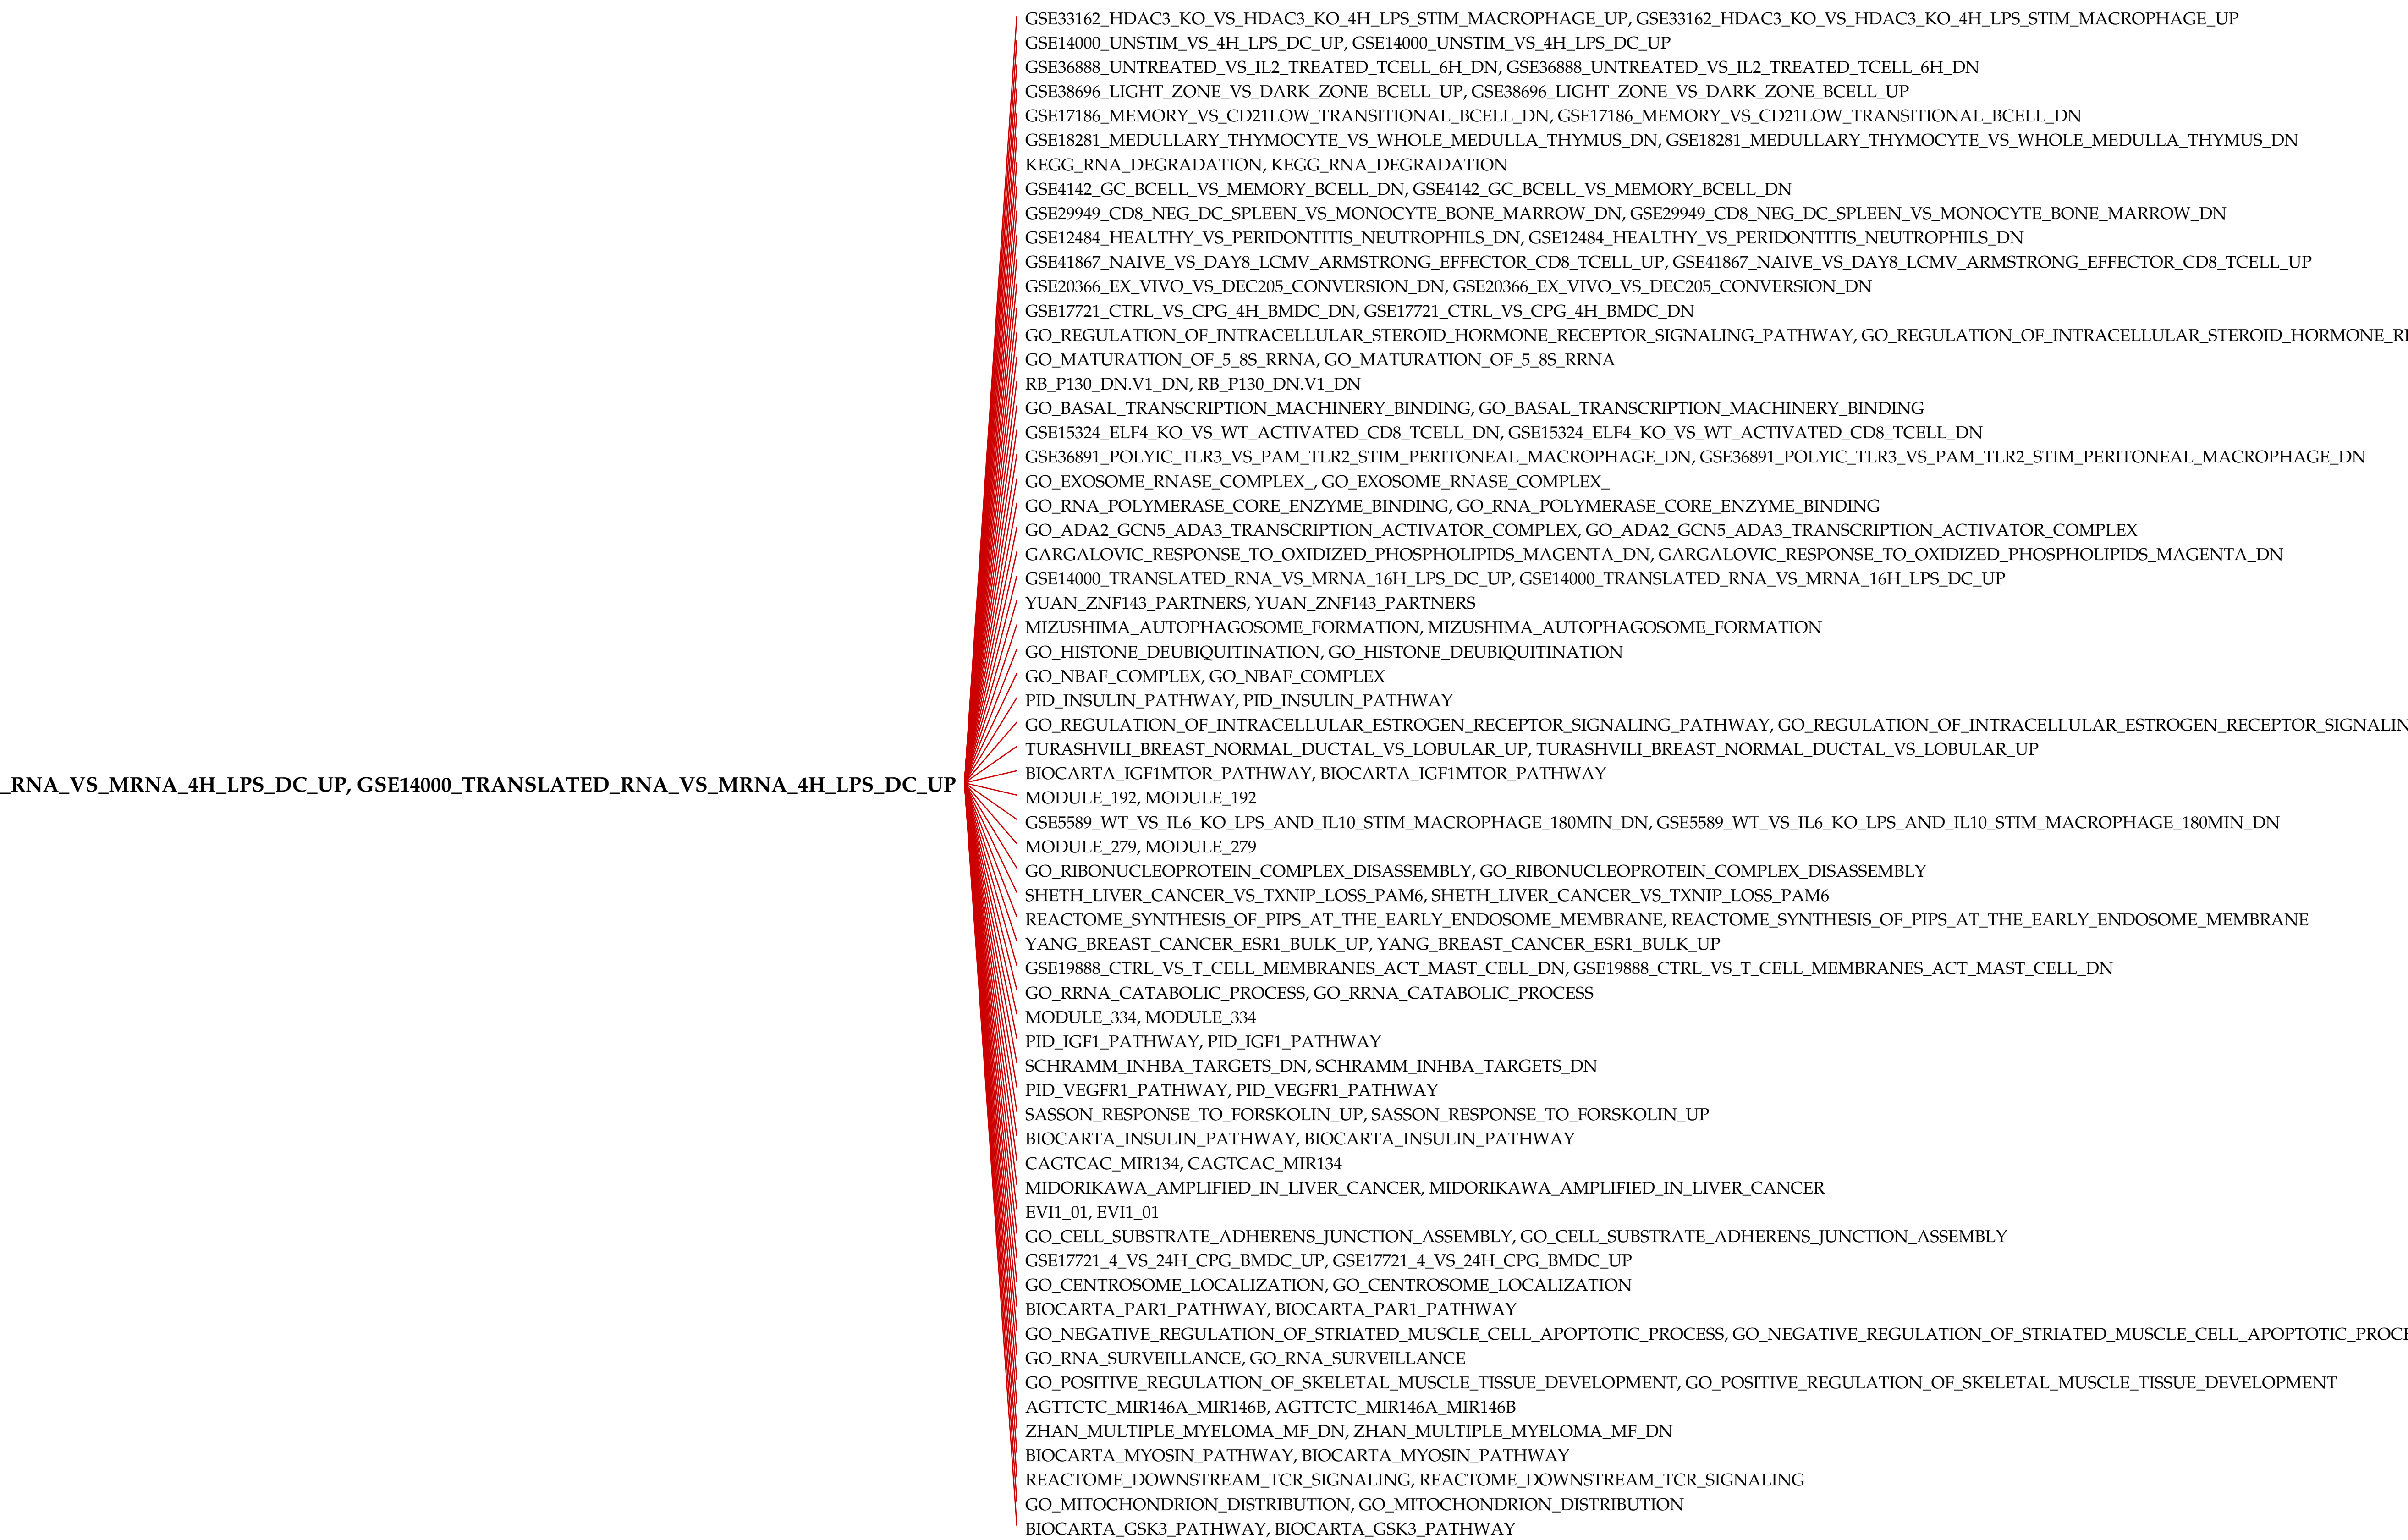 GSE33162_HDAC3_KO_VS_HDAC3_KO_4H_LPS_STIM_MACROPHAGE_UP, GSE33162_HDAC3_KO_VS_HDAC3_KO_4H_LPS_STIM_MACROPHAGE_UP
GSE14000_UNSTIM_VS_4H_LPS_DC_UP, GSE14000_UNSTIM_VS_4H_LPS_DC_UP
GSE36888_UNTREATED_VS_IL2_TREATED_TCELL_6H_DN, GSE36888_UNTREATED_VS_IL2_TREATED_TCELL_6H_DN
GSE38696_LIGHT_ZONE_VS_DARK_ZONE_BCELL_UP, GSE38696_LIGHT_ZONE_VS_DARK_ZONE_BCELL_UP
GSE17186_MEMORY_VS_CD21LOW_TRANSITIONAL_BCELL_DN, GSE17186_MEMORY_VS_CD21LOW_TRANSITIONAL_BCELL_DN
GSE18281_MEDULLARY_THYMOCYTE_VS_WHOLE_MEDULLA_THYMUS_DN, GSE18281_MEDULLARY_THYMOCYTE_VS_WHOLE_MEDULLA_THYMUS_DN
KEGG_RNA_DEGRADATION, KEGG_RNA_DEGRADATION
GSE4142_GC_BCELL_VS_MEMORY_BCELL_DN, GSE4142_GC_BCELL_VS_MEMORY_BCELL_DN
GSE29949_CD8_NEG_DC_SPLEEN_VS_MONOCYTE_BONE_MARROW_DN, GSE29949_CD8_NEG_DC_SPLEEN_VS_MONOCYTE_BONE_MARROW_DN
GSE12484_HEALTHY_VS_PERIDONTITIS_NEUTROPHILS_DN, GSE12484_HEALTHY_VS_PERIDONTITIS_NEUTROPHILS_DN
GSE41867_NAIVE_VS_DAY8_LCMV_ARMSTRONG_EFFECTOR_CD8_TCELL_UP, GSE41867_NAIVE_VS_DAY8_LCMV_ARMSTRONG_EFFECTOR_CD8_TCELL_UP
GSE20366_EX_VIVO_VS_DEC205_CONVERSION_DN, GSE20366_EX_VIVO_VS_DEC205_CONVERSION_DN
GSE17721_CTRL_VS_CPG_4H_BMDC_DN, GSE17721_CTRL_VS_CPG_4H_BMDC_DN
GO_REGULATION_OF_INTRACELLULAR_STEROID_HORMONE_RECEPTOR_SIGNALING_PATHWAY, GO_REGULATION_OF_INTRACELLULAR_STEROID_HORMONE_RE
GO_MATURATION_OF_5_8S_RRNA, GO_MATURATION_OF_5_8S_RRNA
RB_P130_DN.V1_DN, RB_P130_DN.V1_DN
GO_BASAL_TRANSCRIPTION_MACHINERY_BINDING, GO_BASAL_TRANSCRIPTION_MACHINERY_BINDING
GSE15324_ELF4_KO_VS_WT_ACTIVATED_CD8_TCELL_DN, GSE15324_ELF4_KO_VS_WT_ACTIVATED_CD8_TCELL_DN
GSE36891_POLYIC_TLR3_VS_PAM_TLR2_STIM_PERITONEAL_MACROPHAGE_DN, GSE36891_POLYIC_TLR3_VS_PAM_TLR2_STIM_PERITONEAL_MACROPHAGE_DN
GO_EXOSOME_RNASE_COMPLEX_, GO_EXOSOME_RNASE_COMPLEX_
GO_RNA_POLYMERASE_CORE_ENZYME_BINDING, GO_RNA_POLYMERASE_CORE_ENZYME_BINDING
GO_ADA2_GCN5_ADA3_TRANSCRIPTION_ACTIVATOR_COMPLEX, GO_ADA2_GCN5_ADA3_TRANSCRIPTION_ACTIVATOR_COMPLEX
GARGALOVIC_RESPONSE_TO_OXIDIZED_PHOSPHOLIPIDS_MAGENTA_DN, GARGALOVIC_RESPONSE_TO_OXIDIZED_PHOSPHOLIPIDS_MAGENTA_DN
GSE14000_TRANSLATED_RNA_VS_MRNA_16H_LPS_DC_UP, GSE14000_TRANSLATED_RNA_VS_MRNA_16H_LPS_DC_UP
YUAN_ZNF143_PARTNERS, YUAN_ZNF143_PARTNERS
MIZUSHIMA_AUTOPHAGOSOME_FORMATION, MIZUSHIMA_AUTOPHAGOSOME_FORMATION
GO_HISTONE_DEUBIQUITINATION, GO_HISTONE_DEUBIQUITINATION
GO_NBAF_COMPLEX, GO_NBAF_COMPLEX
PID_INSULIN_PATHWAY, PID_INSULIN_PATHWAY
GO_REGULATION_OF_INTRACELLULAR_ESTROGEN_RECEPTOR_SIGNALING_PATHWAY, GO_REGULATION_OF_INTRACELLULAR_ESTROGEN_RECEPTOR_SIGNALIN
TURASHVILI_BREAST_NORMAL_DUCTAL_VS_LOBULAR_UP, TURASHVILI_BREAST_NORMAL_DUCTAL_VS_LOBULAR_UP
BIOCARTA_IGF1MTOR_PATHWAY, BIOCARTA_IGF1MTOR_PATHWAY
_RNA_VS_MRNA_4H_LPS_DC_UP, GSE14000_TRANSLATED_RNA_VS_MRNA_4H_LPS_DC_UP
MODULE_192, MODULE_192
GSE5589_WT_VS_IL6_KO_LPS_AND_IL10_STIM_MACROPHAGE_180MIN_DN, GSE5589_WT_VS_IL6_KO_LPS_AND_IL10_STIM_MACROPHAGE_180MIN_DN
MODULE_279, MODULE_279
GO_RIBONUCLEOPROTEIN_COMPLEX_DISASSEMBLY, GO_RIBONUCLEOPROTEIN_COMPLEX_DISASSEMBLY
SHETH_LIVER_CANCER_VS_TXNIP_LOSS_PAM6, SHETH_LIVER_CANCER_VS_TXNIP_LOSS_PAM6
REACTOME_SYNTHESIS_OF_PIPS_AT_THE_EARLY_ENDOSOME_MEMBRANE, REACTOME_SYNTHESIS_OF_PIPS_AT_THE_EARLY_ENDOSOME_MEMBRANE
YANG_BREAST_CANCER_ESR1_BULK_UP, YANG_BREAST_CANCER_ESR1_BULK_UP
GSE19888_CTRL_VS_T_CELL_MEMBRANES_ACT_MAST_CELL_DN, GSE19888_CTRL_VS_T_CELL_MEMBRANES_ACT_MAST_CELL_DN
GO_RRNA_CATABOLIC_PROCESS, GO_RRNA_CATABOLIC_PROCESS
MODULE_334, MODULE_334
PID_IGF1_PATHWAY, PID_IGF1_PATHWAY
SCHRAMM_INHBA_TARGETS_DN, SCHRAMM_INHBA_TARGETS_DN
PID_VEGFR1_PATHWAY, PID_VEGFR1_PATHWAY
SASSON_RESPONSE_TO_FORSKOLIN_UP, SASSON_RESPONSE_TO_FORSKOLIN_UP
BIOCARTA_INSULIN_PATHWAY, BIOCARTA_INSULIN_PATHWAY
CAGTCAC_MIR134, CAGTCAC_MIR134
MIDORIKAWA_AMPLIFIED_IN_LIVER_CANCER, MIDORIKAWA_AMPLIFIED_IN_LIVER_CANCER
EVI1_01, EVI1_01
GO_CELL_SUBSTRATE_ADHERENS_JUNCTION_ASSEMBLY, GO_CELL_SUBSTRATE_ADHERENS_JUNCTION_ASSEMBLY
GSE17721_4_VS_24H_CPG_BMDC_UP, GSE17721_4_VS_24H_CPG_BMDC_UP
GO_CENTROSOME_LOCALIZATION, GO_CENTROSOME_LOCALIZATION
BIOCARTA_PAR1_PATHWAY, BIOCARTA_PAR1_PATHWAY
GO_NEGATIVE_REGULATION_OF_STRIATED_MUSCLE_CELL_APOPTOTIC_PROCESS, GO_NEGATIVE_REGULATION_OF_STRIATED_MUSCLE_CELL_APOPTOTIC_PROCE
GO_RNA_SURVEILLANCE, GO_RNA_SURVEILLANCE
GO_POSITIVE_REGULATION_OF_SKELETAL_MUSCLE_TISSUE_DEVELOPMENT, GO_POSITIVE_REGULATION_OF_SKELETAL_MUSCLE_TISSUE_DEVELOPMENT
AGTTCTC_MIR146A_MIR146B, AGTTCTC_MIR146A_MIR146B
ZHAN_MULTIPLE_MYELOMA_MF_DN, ZHAN_MULTIPLE_MYELOMA_MF_DN
BIOCARTA_MYOSIN_PATHWAY, BIOCARTA_MYOSIN_PATHWAY
REACTOME_DOWNSTREAM_TCR_SIGNALING, REACTOME_DOWNSTREAM_TCR_SIGNALING
GO_MITOCHONDRION_DISTRIBUTION, GO_MITOCHONDRION_DISTRIBUTION
BIOCARTA_GSK3_PATHWAY, BIOCARTA_GSK3_PATHWAY